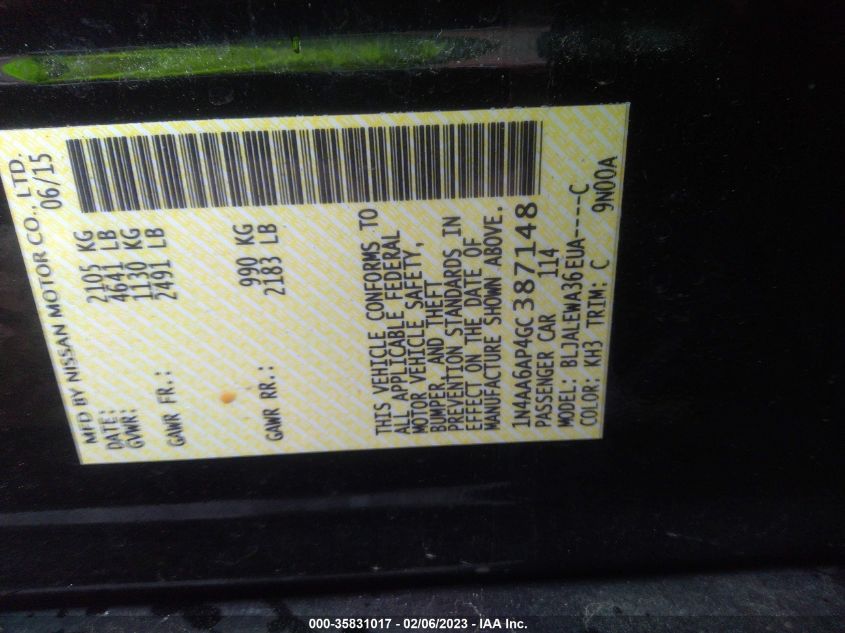 MFD BY NISSAN MOTOR CO., LTD.
DATE: 06/15
GVWR: 2105 KG
4641 LB
GAWR FR.: 1130 KG
2491 LB
GAWR RR.: 990 KG
2183 LB
THIS VEHICLE CONFORMS TO
ALL APPLICABLE FEDERAL
MOTOR VEHICLE SAFETY,
BUMPER, AND THEFT
PREVENTION STANDARDS IN
EFFECT ON THE DATE OF
MANUFACTURE SHOWN ABOVE.
1N4AA6AP4GC387148
PASSENGER CAR 114
MODEL: BLJALEWA36EUA----C
COLOR: KH3 TRIM: C 9N00A
000-35831017 - 02/06/2023 - IAA Inc.